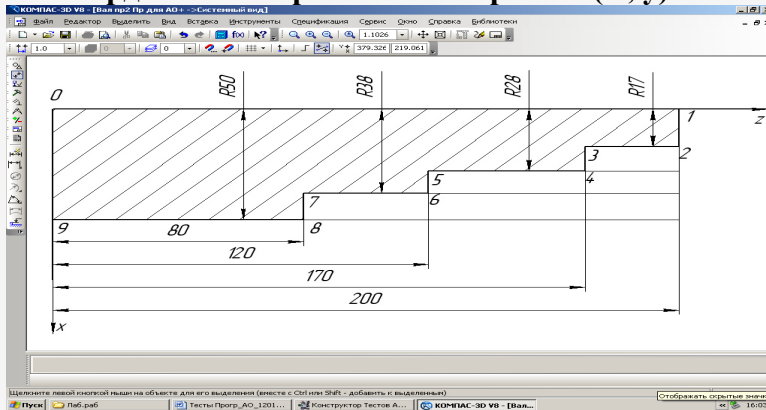 КОМПАС-3D V8 - [Вал пр2 Пр для АО+ ->Системный вид]
Файл Редактор Выделить Вид Вставка Инструменты Спецификация Сервис Окно Справка Библиотеки
1.1026
1.0 0 0 379.326 219.061
0 R50 R38 R28 R17 1 z
3 2
5 4
7 6
9 80 8
120
170
200
x
Щелкните левой кнопкой мыши на объекте для его выделения (вместе с Ctrl или Shift - добавить к выделенным)
Отображать скрытые значк
Пуск Лаб.раб Тесты Прогр_АО_1201... Конструктор Тестов А... КОМПАС-3D V8 - [Вал... 16:03